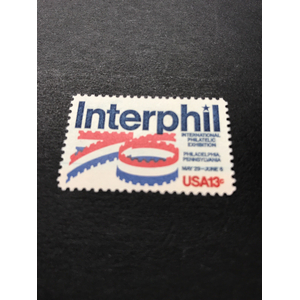 Interphil
INTERNATIONAL
PHILATELIC
EXHIBITION
PHILADELPHIA,
PENNSYLVANIA
MAY 29-JUNE 6
USA13c